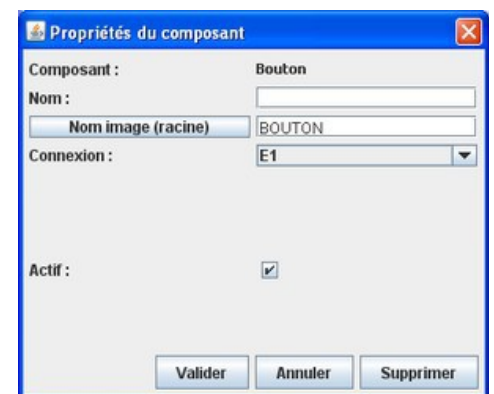 Propriétés du composant
Composant : Bouton
Nom :
Nom image (racine) BOUTON
Connexion : E1
Actif :
Valider Annuler Supprimer